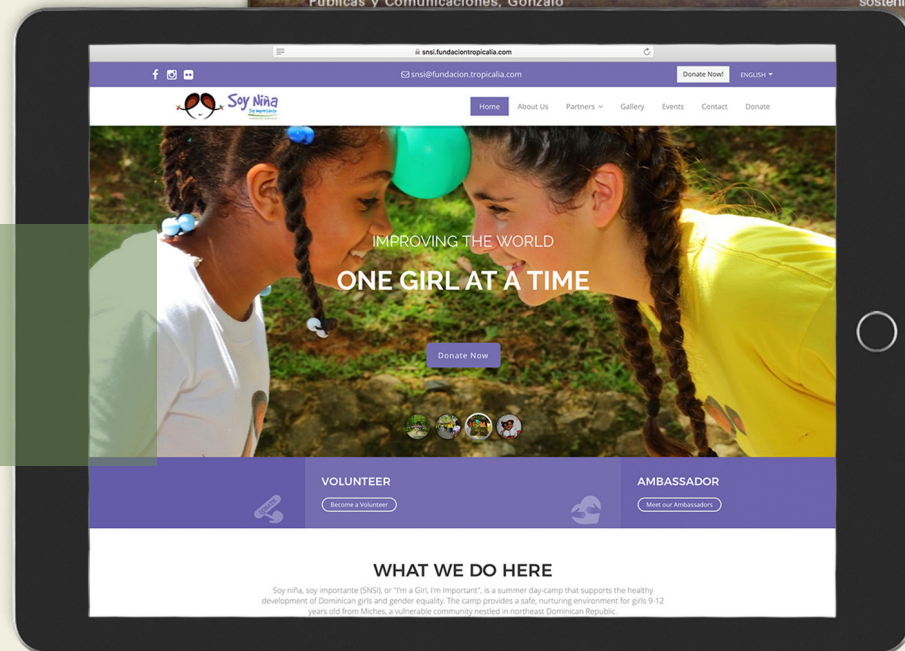 Públicas y Comunicaciones, Gonzalo
sosteni
snsi.fundaciontropicalia.com
snsi@fundacion.tropicalia.com
Donate Now!
ENGLISH
Soy Niña
Soy Importante
Home
About Us
Partners
Gallery
Events
Contact
Donate
IMPROVING THE WORLD
ONE GIRL AT A TIME
Donate Now
VOLUNTEER
Become a Volunteer
AMBASSADOR
Meet our Ambassadors
WHAT WE DO HERE
Soy niña, soy importante (SNSI), or "I'm a Girl, I'm Important", is a summer day-camp that supports the healthy
development of Dominican girls and gender equality. The camp provides a safe, nurturing environment for girls 9-12
years old from Miches, a vulnerable community nestled in northeast Dominican Republic.